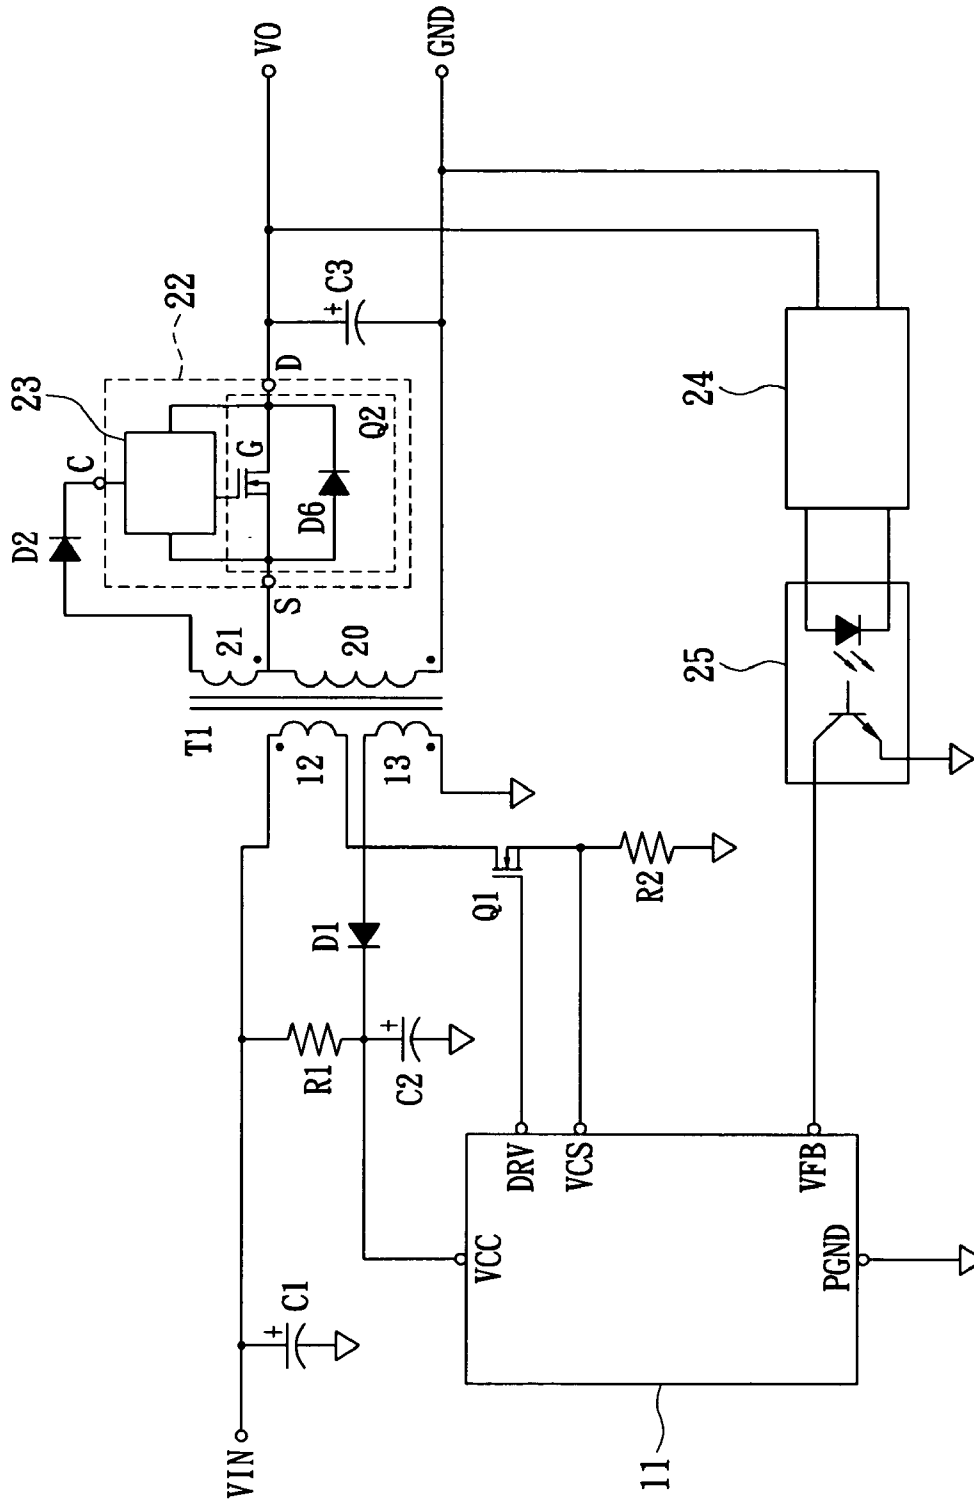 VIN
C1
11
VCC
DRV
VCS
VFB
PGND
R1
C2
D1
Q1
R2
T1
12
13
20
21
D2
C
23
22
S
G
D
D6
Q2
C3
VO
GND
24
25